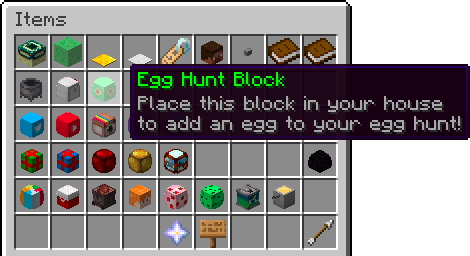 Items
Egg Hunt Block
Place this block in your house
to add an egg to your egg hunt!